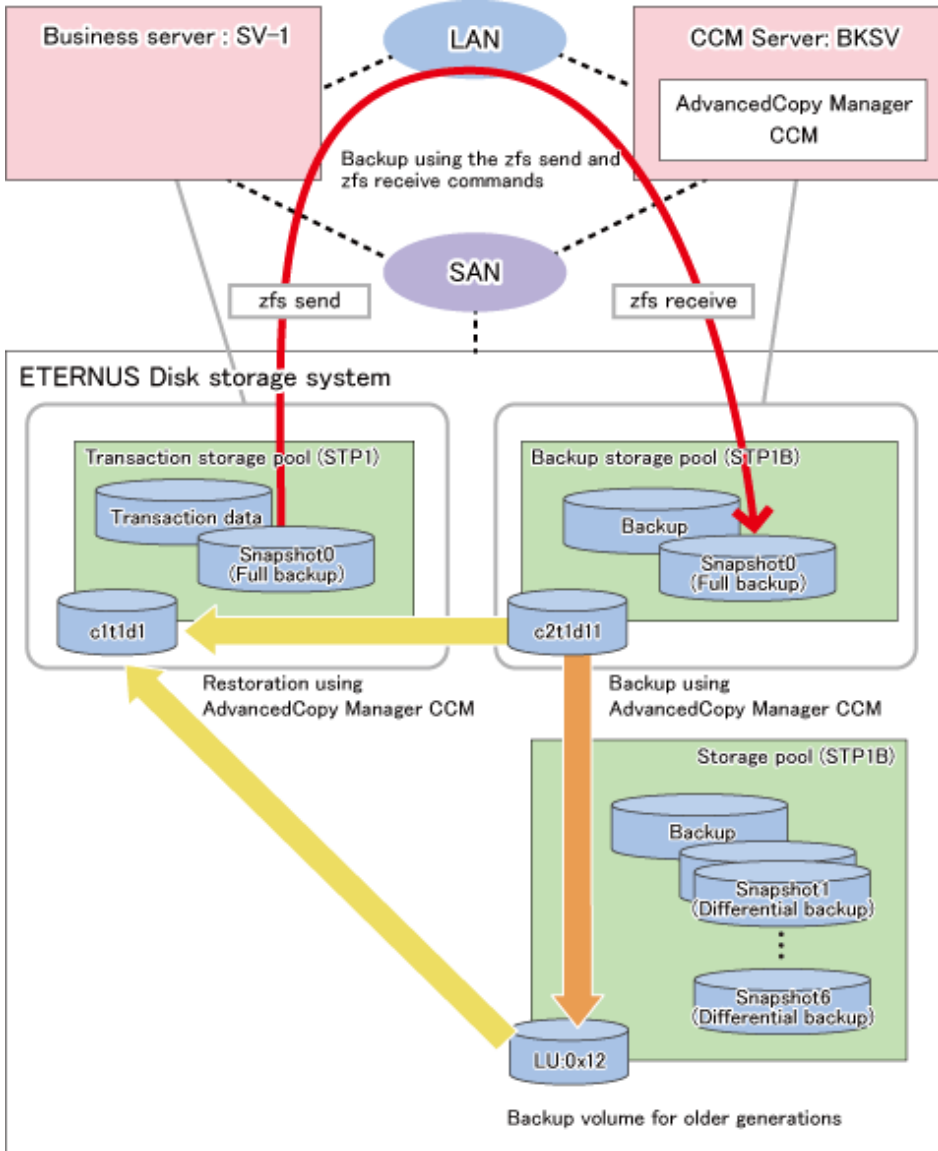 Business server : SV-1
LAN
CCM Server: BKSV
AdvancedCopy Manager
CCM
Backup using the zfs send and
zfs receive commands
SAN
zfs send
zfs receive
ETERNUS Disk storage system
Transaction storage pool (STP1)
Transaction data
Snapshot0
(Full backup)
c1t1d1
Backup storage pool (STP1B)
Backup
Snapshot0
(Full backup)
c2t1d11
Restoration using
AdvancedCopy Manager CCM
Backup using
AdvancedCopy Manager CCM
Storage pool (STP1B)
Backup
Snapshot1
(Differential backup)
Snapshot6
(Differential backup)
LU:0x12
Backup volume for older generations